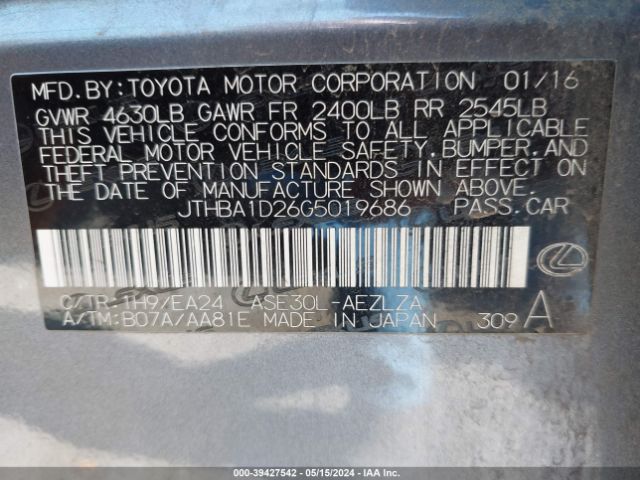 MFD.BY:TOYOTA MOTOR CORPORATION 01/16
GVWR 4630LB GAWR FR 2400LB RR 2545LB
THIS VEHICLE CONFORMS TO ALL APPLICABLE
FEDERAL MOTOR VEHICLE SAFETY,BUMPER,AND
THEFT PREVENTION STANDARDS IN EFFECT ON
THE DATE OF MANUFACTURE SHOWN ABOVE.
JTHBA1D26G5019686 PASS.CAR
C/TR:1H9/EA24 ASE30L-AEZLZA
A/TM:B07A/AA81E MADE IN JAPAN 309 A
000-39427542 - 05/15/2024 - IAAI.COM